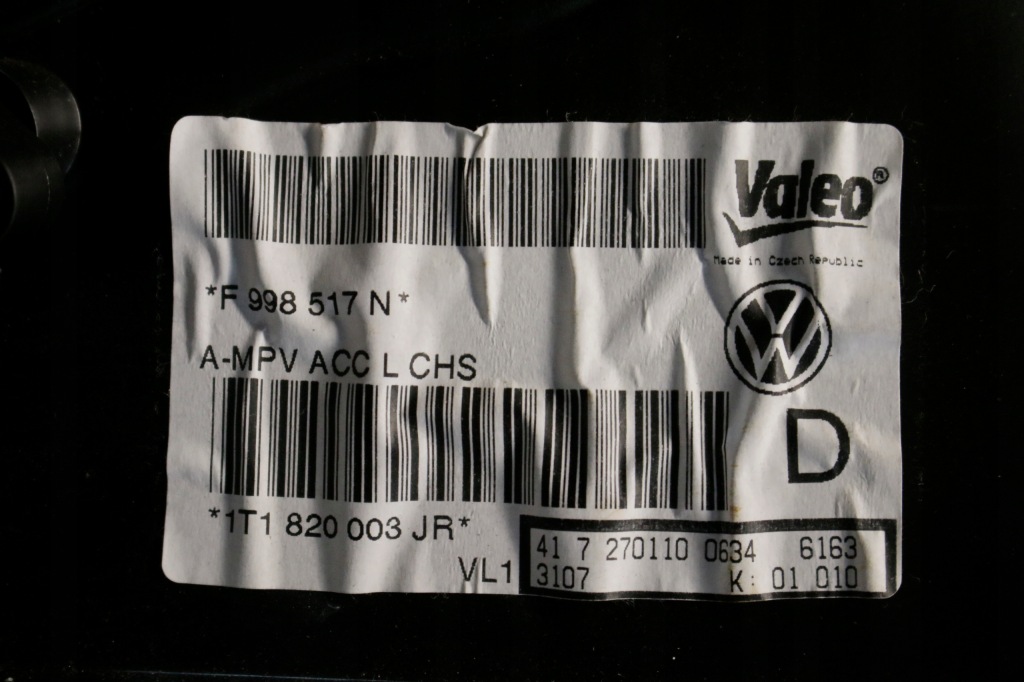 Valeo®
Made in Czech Republic
*F 998 517 N*
A-MPV ACC L CHS
D
*1T1 820 003 JR*
VL1
41 7 270110 0634 6163
3107 K: 01 010